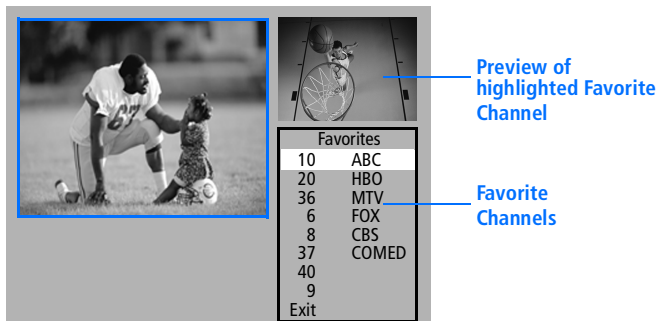 Preview of
highlighted Favorite
Channel
Favorites
10 ABC
20 HBO
36 MTV
6 FOX
8 CBS
37 COMED
40
9
Exit
Favorite
Channels